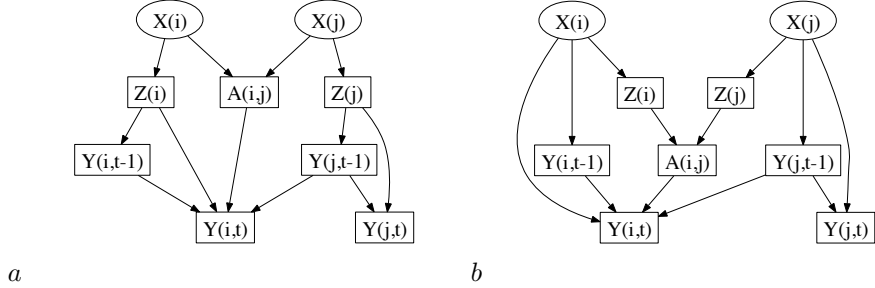 X(i) X(j) X(i) X(j)
Z(i) A(i,j) Z(j) Z(i) Z(j)
Y(i,t-1) Y(j,t-1) Y(i,t-1) A(i,j) Y(j,t-1)
Y(i,t) Y(j,t) Y(i,t) Y(j,t)
a b